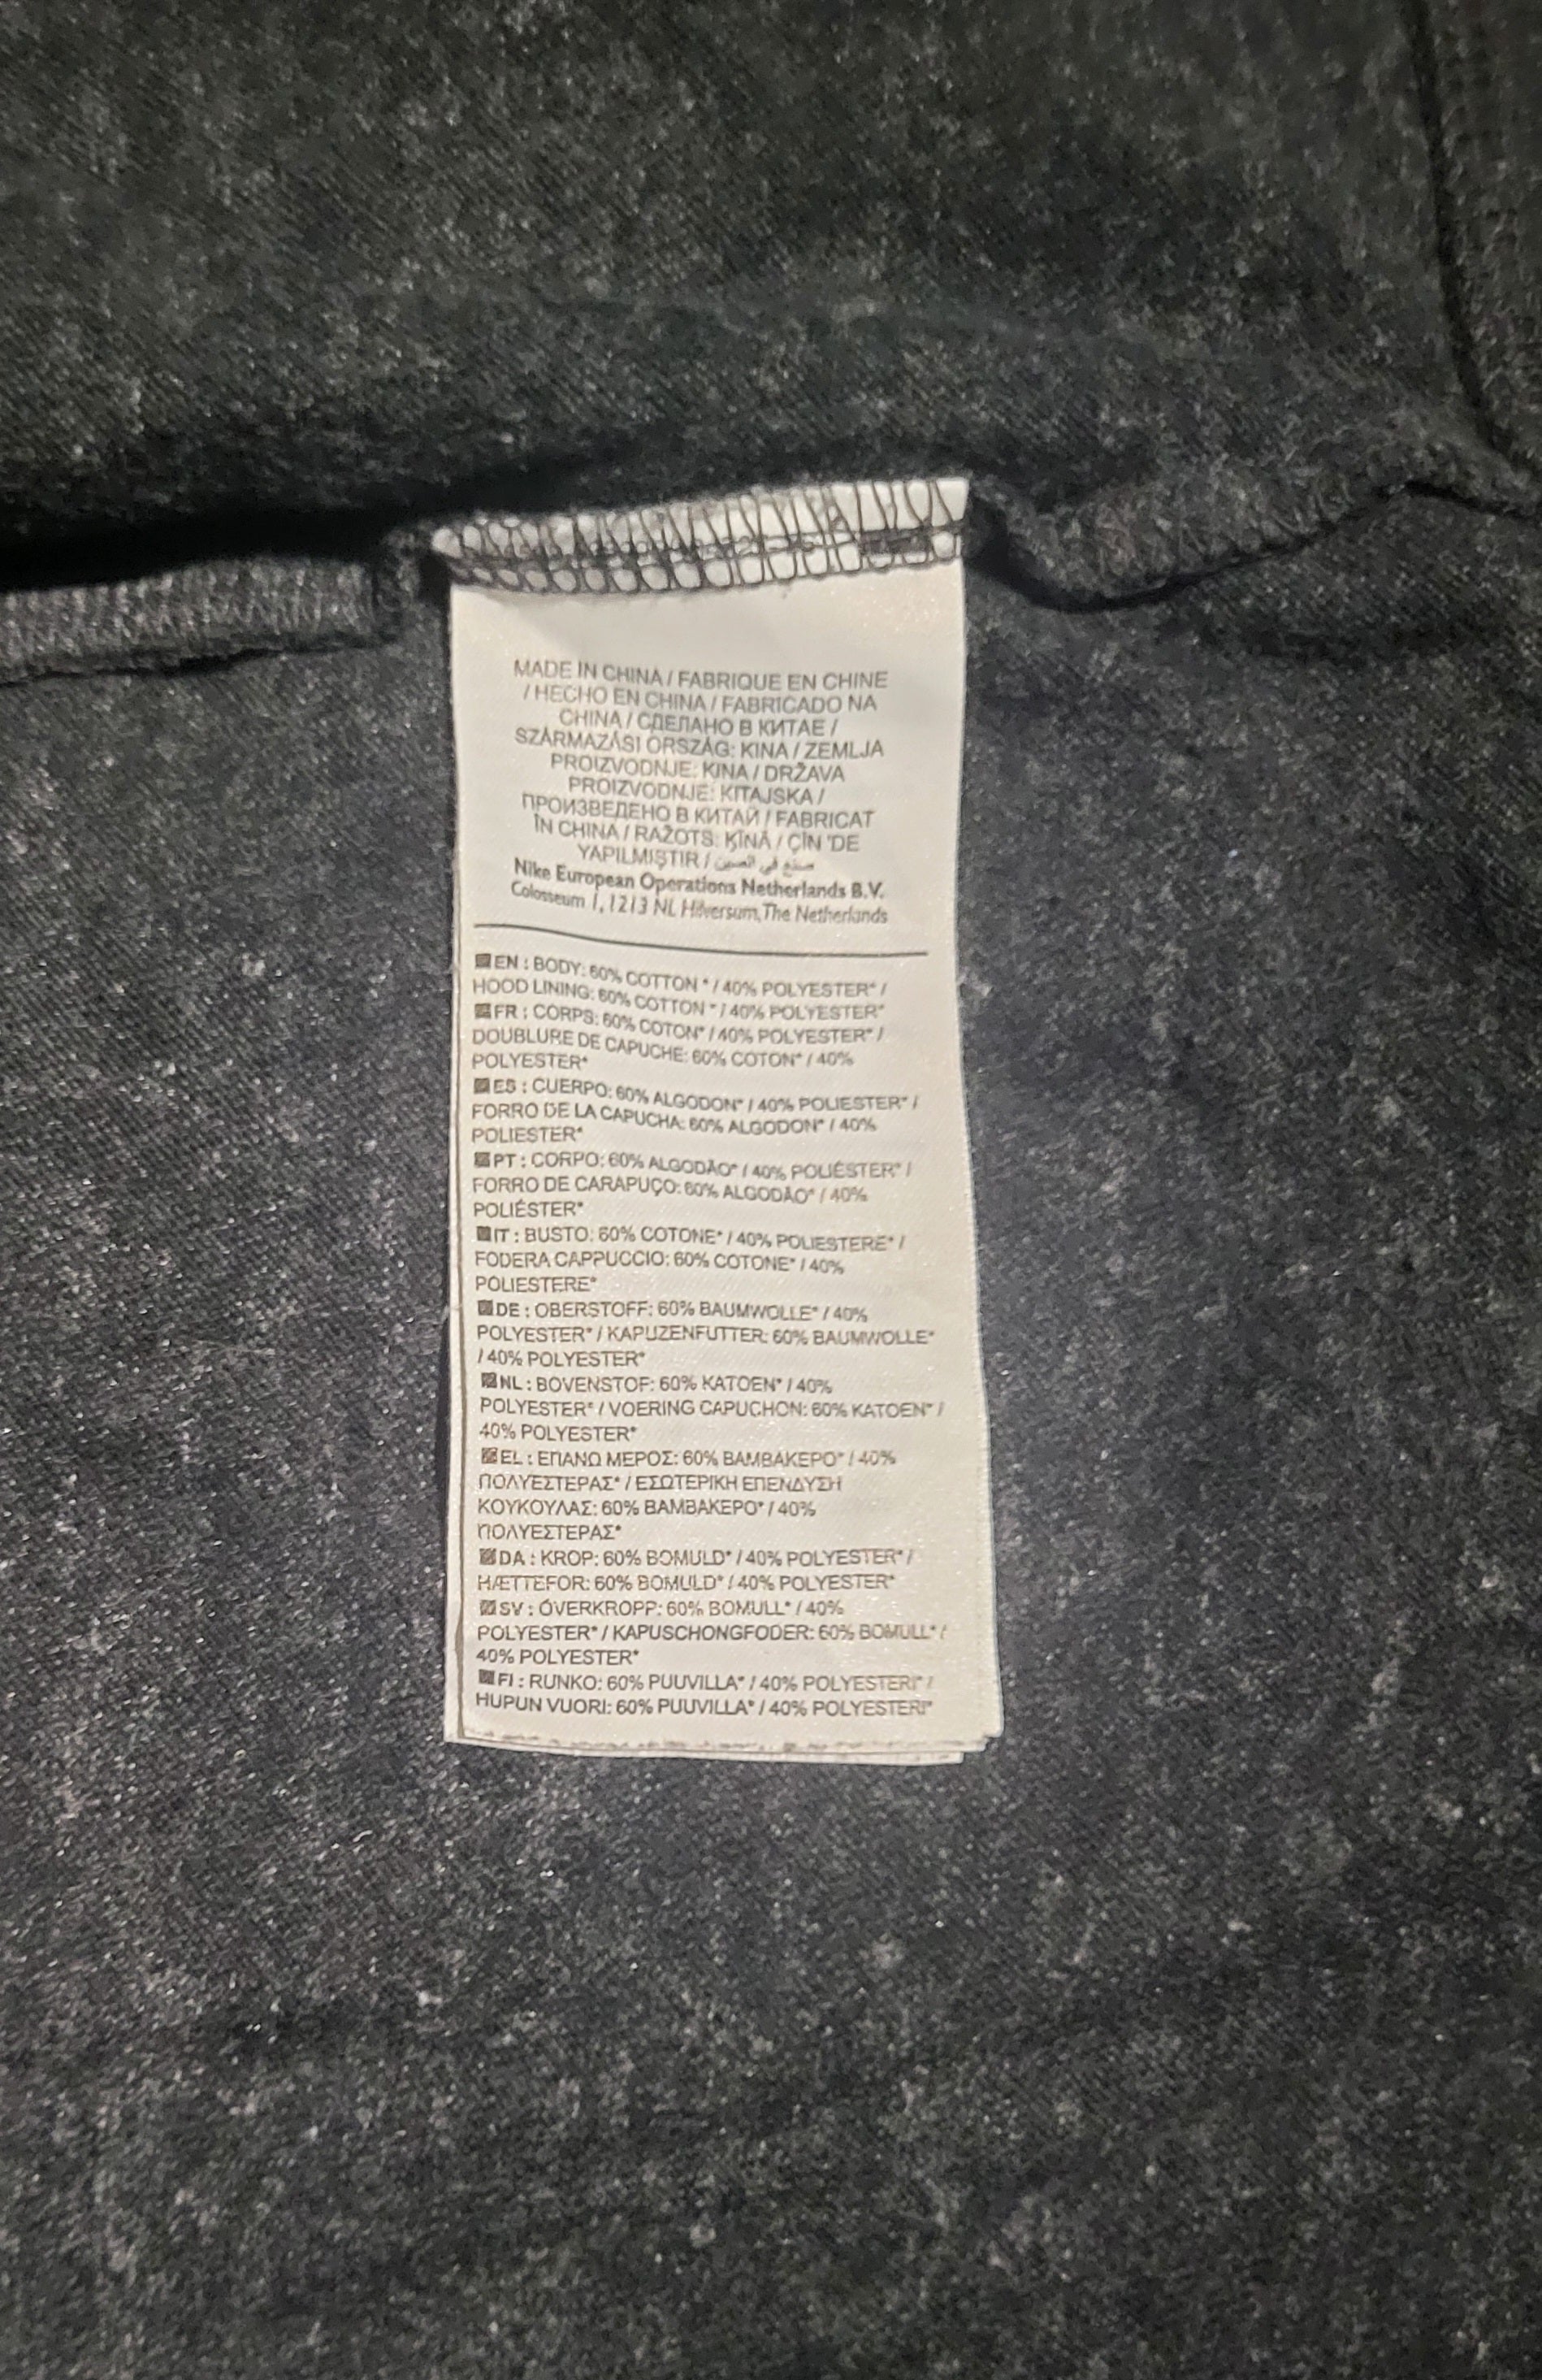 MADE IN CHINA / FABRIQUE EN CHINE
/ HECHO EN CHINA / FABRICADO NA
CHINA / СДЕЛАНО В КИТАЕ /
SZÁRMAZÁSI ORSZÁG: KINA / ZEMLJA
PROIZVODNJE: KINA / DRŽAVA
PROIZVODNJE: KITAJSKA /
ПРОИЗВЕДЕНО В КИТАЙ / FABRICAT
ÎN CHINA / RAŽOTS: ĶĪNĀ / ÇİN 'DE
YAPILMIŞTIR / صنع في الصين
Nike European Operations Netherlands B.V.
Colosseum 1, 1213 NL Hilversum, The Netherlands
EN : BODY: 60% COTTON * / 40% POLYESTER* /
HOOD LINING: 60% COTTON * / 40% POLYESTER*
FR : CORPS: 60% COTON* / 40% POLYESTER* /
DOUBLURE DE CAPUCHE: 60% COTON* / 40%
POLYESTER*
ES : CUERPO: 60% ALGODON* / 40% POLIESTER* /
FORRO DE LA CAPUCHA: 60% ALGODON* / 40%
POLIESTER*
PT : CORPO: 60% ALGODÃO* / 40% POLIÉSTER* /
FORRO DE CARAPUÇO: 60% ALGODÃO* / 40%
POLIÉSTER*
IT : BUSTO: 60% COTONE* / 40% POLIESTERE* /
FODERA CAPPUCCIO: 60% COTONE* / 40%
POLIESTERE*
DE : OBERSTOFF: 60% BAUMWOLLE* / 40%
POLYESTER* / KAPUZENFUTTER: 60% BAUMWOLLE*
/ 40% POLYESTER*
NL : BOVENSTOF: 60% KATOEN* / 40%
POLYESTER* / VOERING CAPUCHON: 60% KATOEN* /
40% POLYESTER*
EL : ΕΠΑΝΩ ΜΕΡΟΣ: 60% ΒΑΜΒΑΚΕΡΟ* / 40%
ΠΟΛΥΕΣΤΕΡΑΣ* / ΕΣΩΤΕΡΙΚΗ ΕΠΕΝΔΥΣΗ
ΚΟΥΚΟΥΛΑΣ: 60% ΒΑΜΒΑΚΕΡΟ* / 40%
ΠΟΛΥΕΣΤΕΡΑΣ*
DA : KROP: 60% BOMULD* / 40% POLYESTER* /
HÆTTEFOR: 60% BOMULD* / 40% POLYESTER*
SV : ÖVERKROPP: 60% BOMULL* / 40%
POLYESTER* / KAPUSCHONGFODER: 60% BOMULL* /
40% POLYESTER*
FI : RUNKO: 60% PUUVILLA* / 40% POLYESTERI* /
HUPUN VUORI: 60% PUUVILLA* / 40% POLYESTERI*